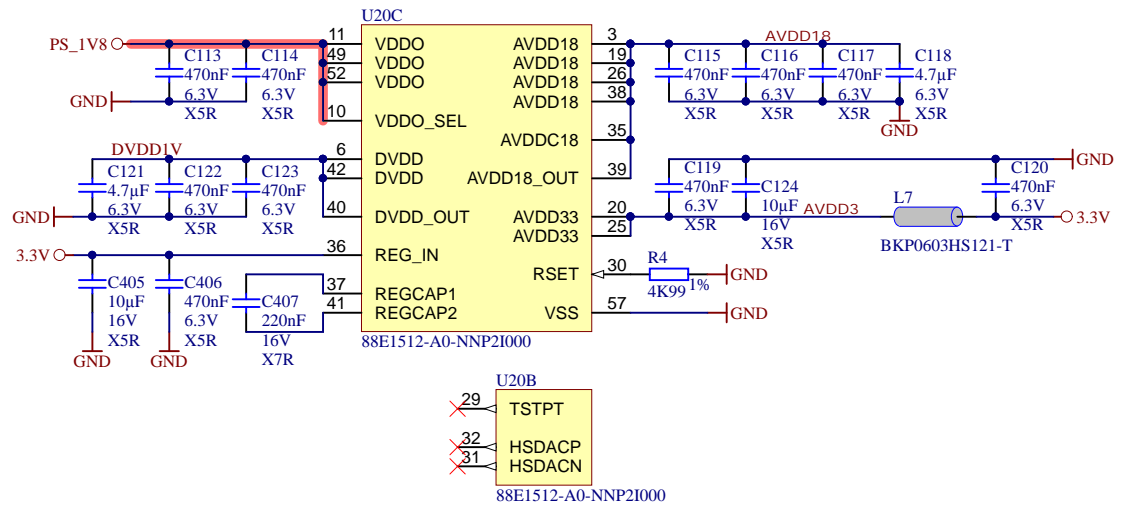 U20C
PS_1V8
11 VDDO AVDD18 3 AVDD18
49 VDDO AVDD18 19
52 VDDO AVDD18 26
AVDD18 38
10 VDDO_SEL
AVDDC18 35
C113 470nF 6.3V X5R
C114 470nF 6.3V X5R
GND
C115 470nF 6.3V X5R
C116 470nF 6.3V X5R
C117 470nF 6.3V X5R
C118 4.7µF 6.3V X5R
GND
DVDD1V
6 DVDD
42 DVDD AVDD18_OUT 39
40 DVDD_OUT AVDD33 20
AVDD33 25
C121 4.7µF 6.3V X5R
C122 470nF 6.3V X5R
C123 470nF 6.3V X5R
GND
C119 470nF 6.3V X5R
C124 10µF 16V X5R
AVDD3
L7
BKP0603HS121-T
C120 470nF 6.3V X5R
GND
3.3V
3.3V
36 REG_IN
RSET 30 R4 4K99 1% GND
37 REGCAP1
41 REGCAP2 VSS 57 GND
C405 10µF 16V X5R
GND
C406 470nF 6.3V X5R
GND
C407 220nF 16V X7R
88E1512-A0-NNP2I000
U20B
29 TSTPT
32 HSDACP
31 HSDACN
88E1512-A0-NNP2I000